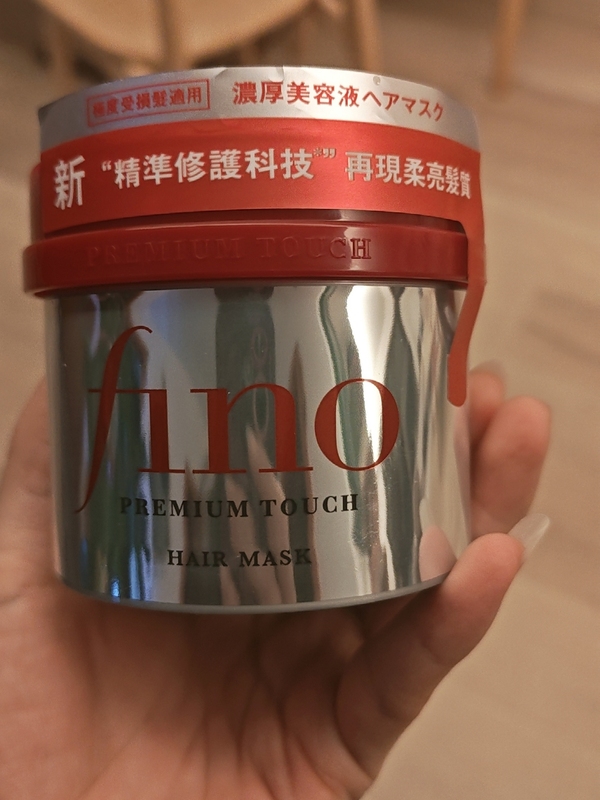 極度受損髮適用 濃厚美容液ヘアマスク
新 “精準修護科技*” 再現柔亮髮質
PREMIUM TOUCH
fino
PREMIUM TOUCH
HAIR MASK